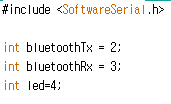 #include <SoftwareSerial.h>
int bluetoothTx = 2;
int bluetoothRx = 3;
int led=4;